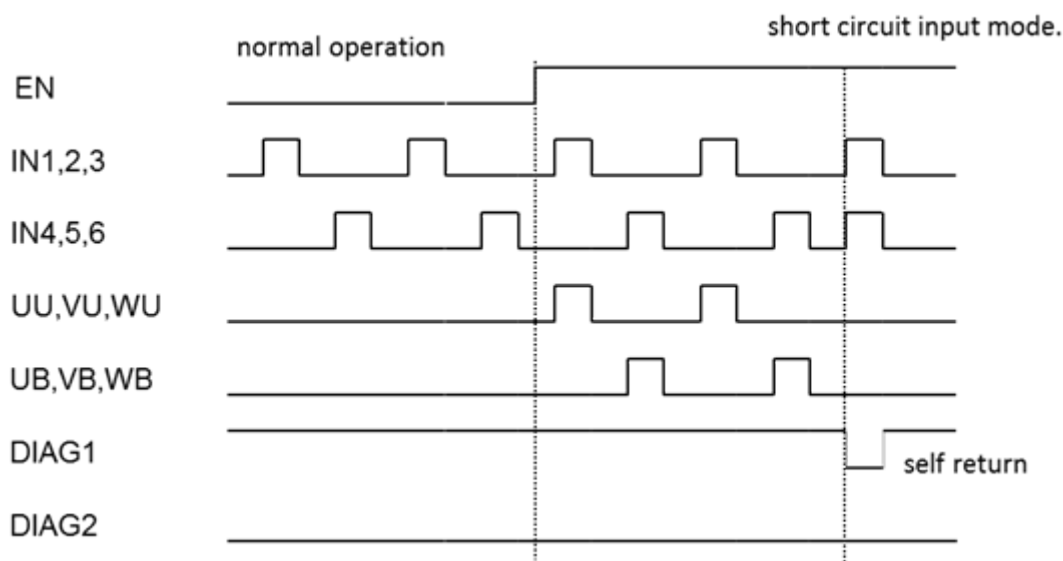 short circuit input mode.
normal operation
EN
IN1,2,3
IN4,5,6
UU,VU,WU
UB,VB,WB
DIAG1
self return
DIAG2